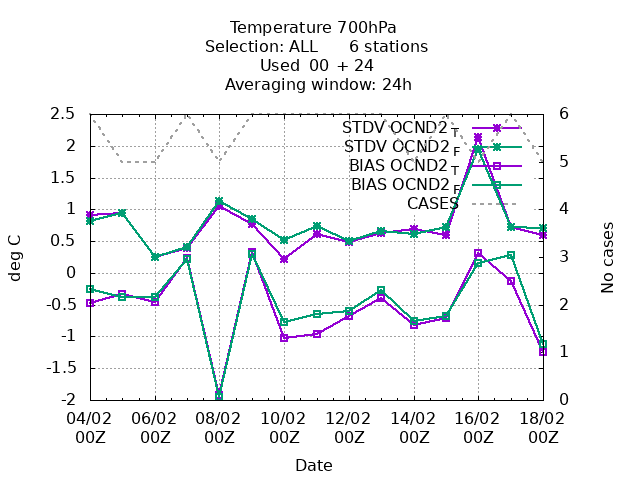 Temperature 700hPa
Selection: ALL 6 stations
Used 00 + 24
Averaging window: 24h
STDV OCND2 T
STDV OCND2 F
BIAS OCND2 T
BIAS OCND2 F
CASES
2.5
2
1.5
1
0.5
0
-0.5
-1
-1.5
-2
deg C
6
5
4
3
2
1
0
No cases
04/02 06/02 08/02 10/02 12/02 14/02 16/02 18/02
00Z 00Z 00Z 00Z 00Z 00Z 00Z 00Z
Date